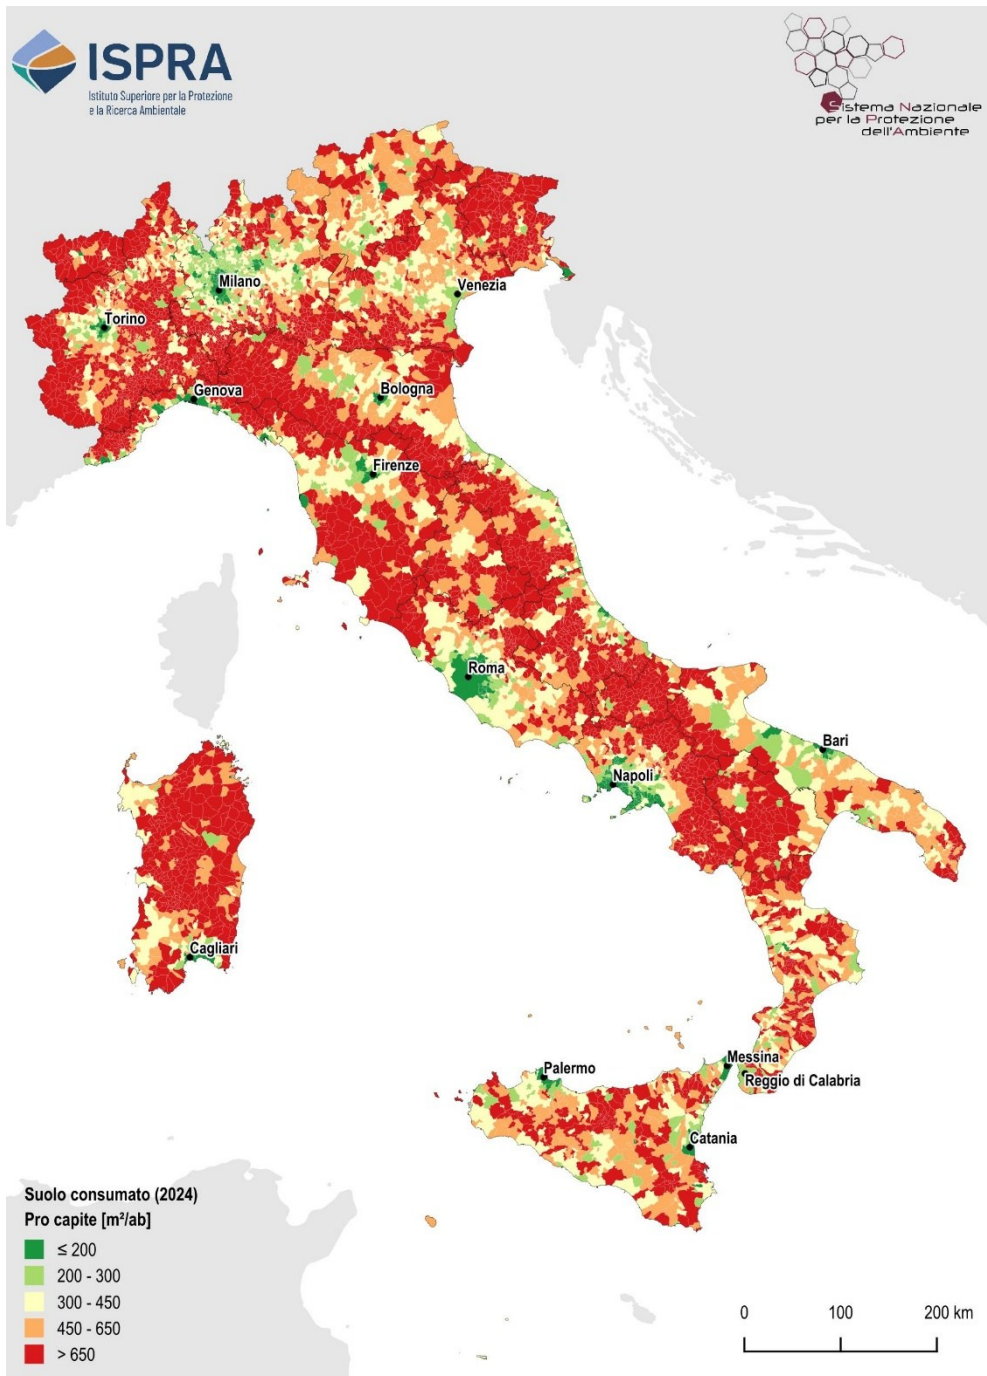 ISPRA
Istituto Superiore per la Protezione
e la Ricerca Ambientale
Sistema Nazionale
per la Protezione
dell'Ambiente
Milano
Venezia
Torino
Genova
Bologna
Firenze
Roma
Bari
Napoli
Cagliari
Messina
Palermo
Reggio di Calabria
Catania
Suolo consumato (2024)
Pro capite [m²/ab]
≤ 200
200 - 300
300 - 450
450 - 650
> 650
0 100 200 km